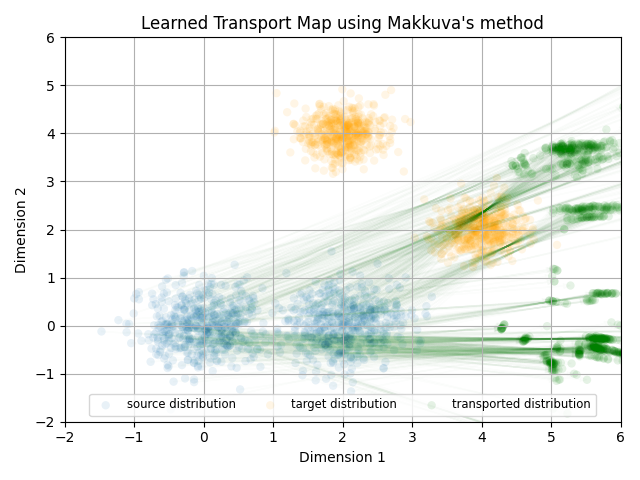 Learned Transport Map using Makkuva's method
6
5
4
3
2
1
0
−1
−2
Dimension 2
source distribution target distribution transported distribution
−2 −1 0 1 2 3 4 5 6
Dimension 1